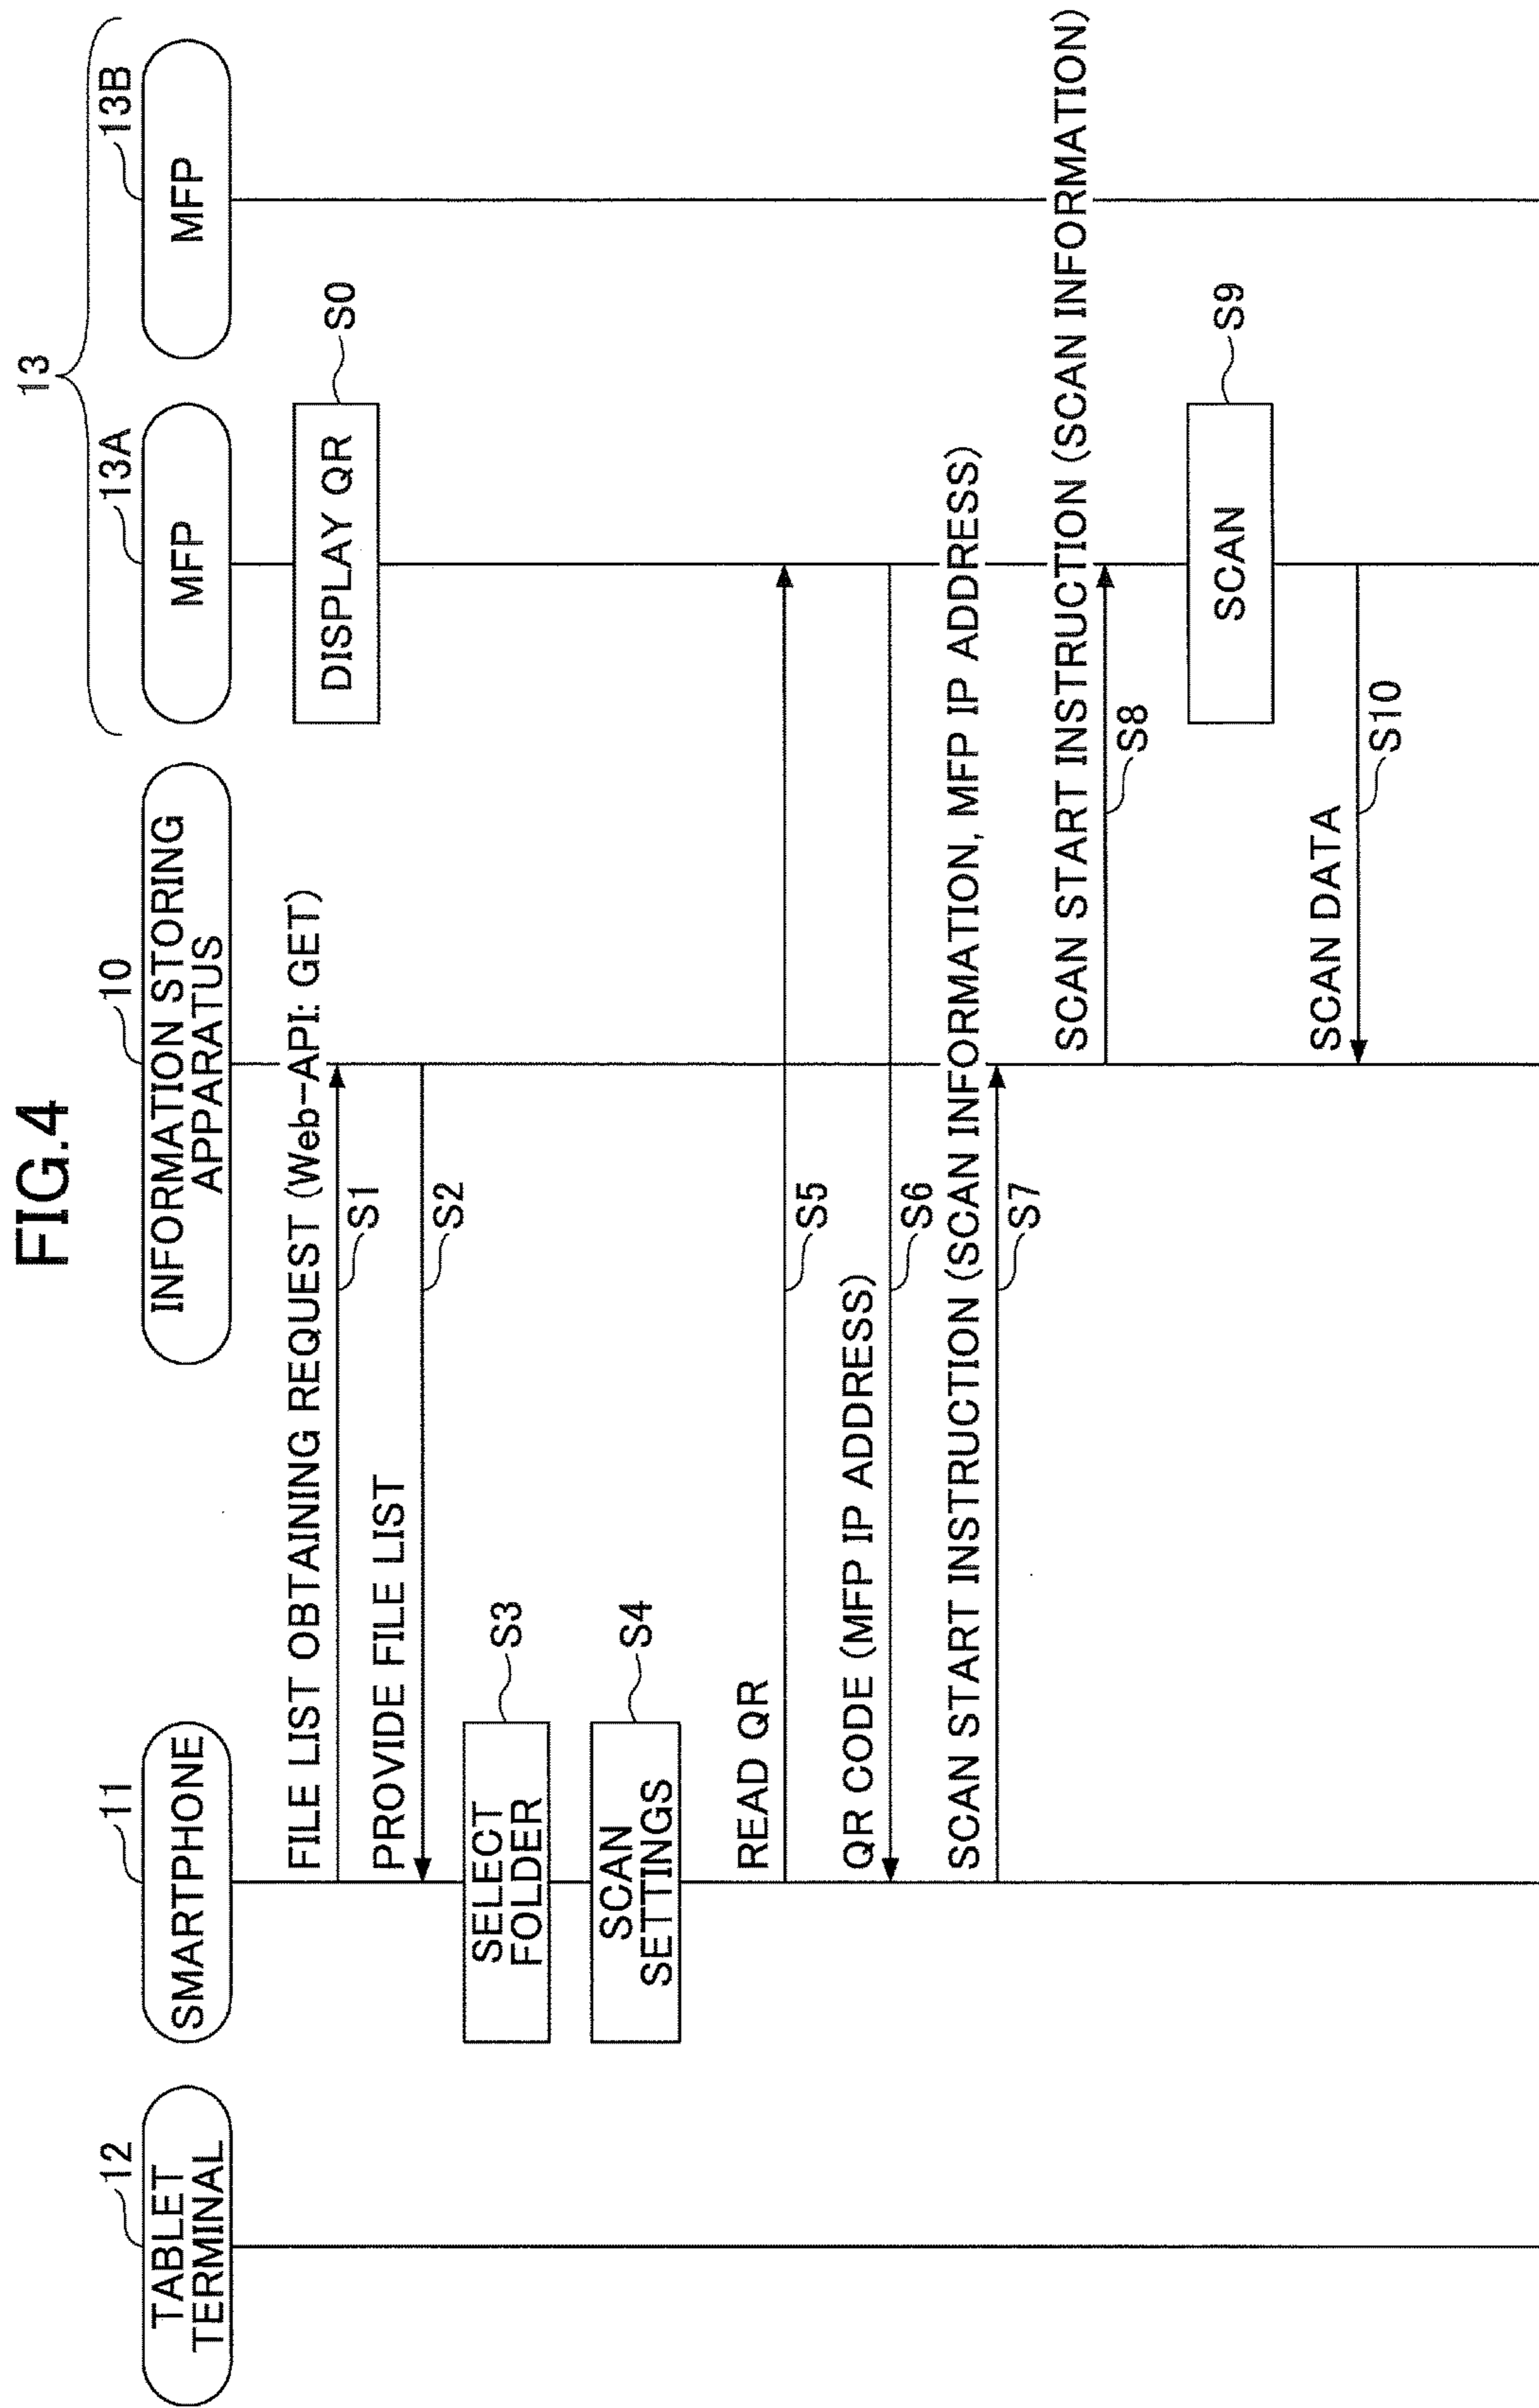 FIG.4
12
TABLET
TERMINAL
11
SMARTPHONE
10
INFORMATION STORING
APPARATUS
13
13A
MFP
13B
MFP
DISPLAY QR
S0
FILE LIST OBTAINING REQUEST (Web-API: GET)
S1
PROVIDE FILE LIST
S2
SELECT
FOLDER
S3
SCAN
SETTINGS
S4
READ QR
S5
QR CODE (MFP IP ADDRESS)
S6
SCAN START INSTRUCTION (SCAN INFORMATION, MFP IP ADDRESS)
S7
SCAN START INSTRUCTION (SCAN INFORMATION)
S8
SCAN
S9
SCAN DATA
S10